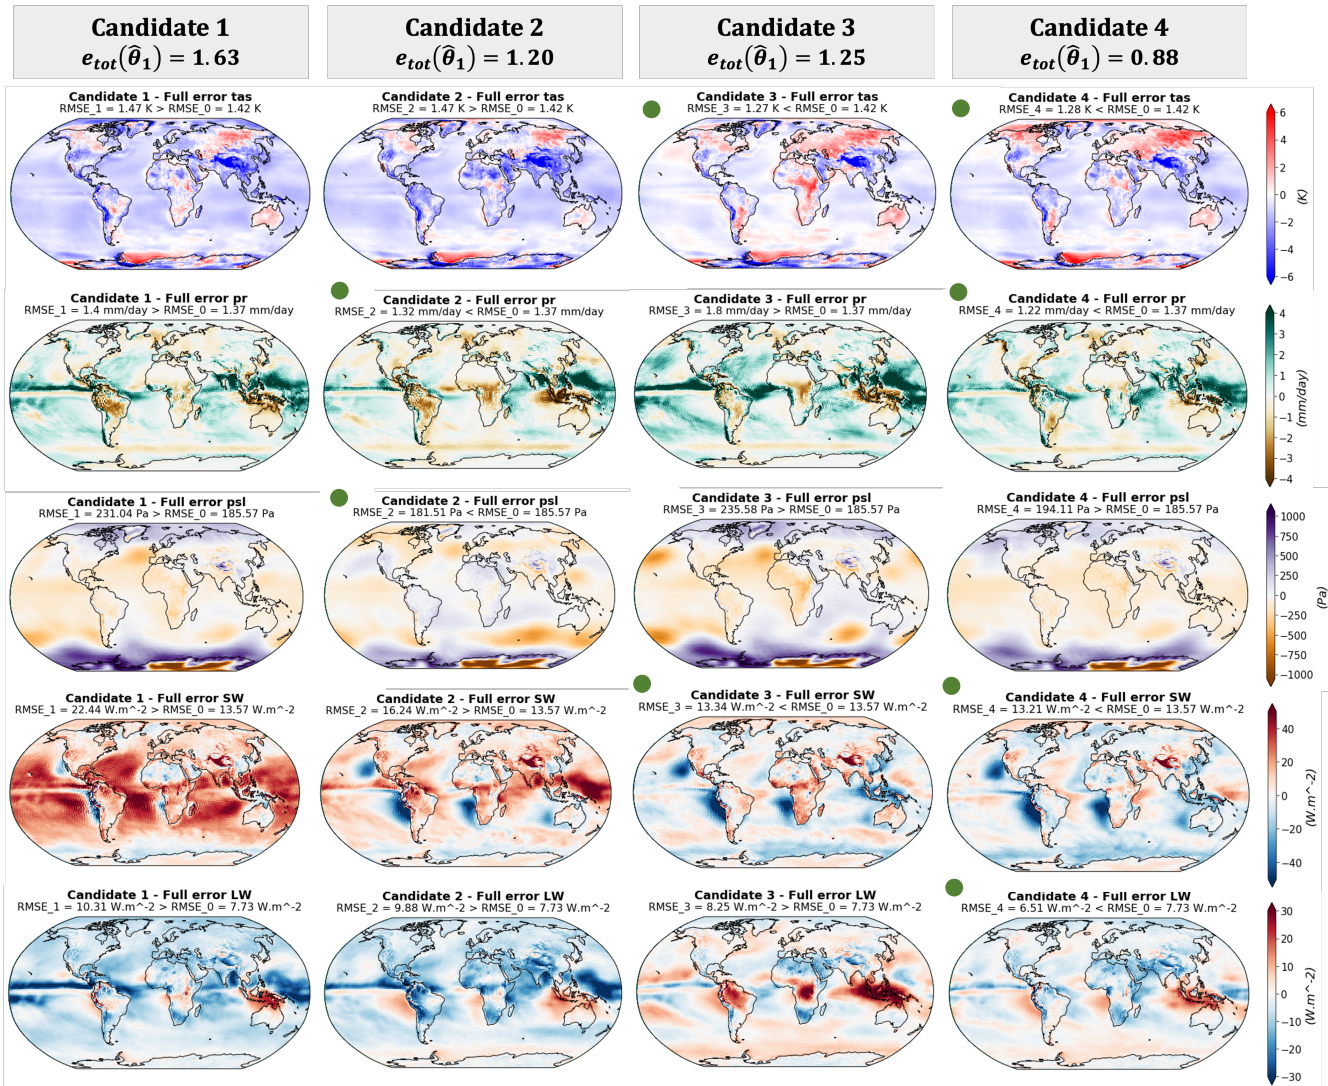 Candidate 1
e_tot(θ̂₁) = 1.63
Candidate 2
e_tot(θ̂₁) = 1.20
Candidate 3
e_tot(θ̂₁) = 1.25
Candidate 4
e_tot(θ̂₁) = 0.88
Candidate 1 - Full error tas
RMSE_1 = 1.47 K > RMSE_0 = 1.42 K
Candidate 2 - Full error tas
RMSE_2 = 1.47 K > RMSE_0 = 1.42 K
Candidate 3 - Full error tas
RMSE_3 = 1.27 K < RMSE_0 = 1.42 K
Candidate 4 - Full error tas
RMSE_4 = 1.28 K < RMSE_0 = 1.42 K
6
4
2
0
−2
−4
−6
(K)
Candidate 1 - Full error pr
RMSE_1 = 1.4 mm/day > RMSE_0 = 1.37 mm/day
Candidate 2 - Full error pr
RMSE_2 = 1.32 mm/day < RMSE_0 = 1.37 mm/day
Candidate 3 - Full error pr
RMSE_3 = 1.8 mm/day > RMSE_0 = 1.37 mm/day
Candidate 4 - Full error pr
RMSE_4 = 1.22 mm/day < RMSE_0 = 1.37 mm/day
4
3
2
1
0
−1
−2
−3
−4
(mm/day)
Candidate 1 - Full error psl
RMSE_1 = 231.04 Pa > RMSE_0 = 185.57 Pa
Candidate 2 - Full error psl
RMSE_2 = 181.51 Pa < RMSE_0 = 185.57 Pa
Candidate 3 - Full error psl
RMSE_3 = 235.58 Pa > RMSE_0 = 185.57 Pa
Candidate 4 - Full error psl
RMSE_4 = 194.11 Pa > RMSE_0 = 185.57 Pa
1000
750
500
250
0
−250
−500
−750
−1000
(Pa)
Candidate 1 - Full error SW
RMSE_1 = 22.44 W.m^-2 > RMSE_0 = 13.57 W.m^-2
Candidate 2 - Full error SW
RMSE_2 = 16.24 W.m^-2 > RMSE_0 = 13.57 W.m^-2
Candidate 3 - Full error SW
RMSE_3 = 13.34 W.m^-2 < RMSE_0 = 13.57 W.m^-2
Candidate 4 - Full error SW
RMSE_4 = 13.21 W.m^-2 < RMSE_0 = 13.57 W.m^-2
40
20
0
−20
−40
(W.m^-2)
Candidate 1 - Full error LW
RMSE_1 = 10.31 W.m^-2 > RMSE_0 = 7.73 W.m^-2
Candidate 2 - Full error LW
RMSE_2 = 9.88 W.m^-2 > RMSE_0 = 7.73 W.m^-2
Candidate 3 - Full error LW
RMSE_3 = 8.25 W.m^-2 > RMSE_0 = 7.73 W.m^-2
Candidate 4 - Full error LW
RMSE_4 = 6.51 W.m^-2 < RMSE_0 = 7.73 W.m^-2
30
20
10
0
−10
−20
−30
(W.m^-2)